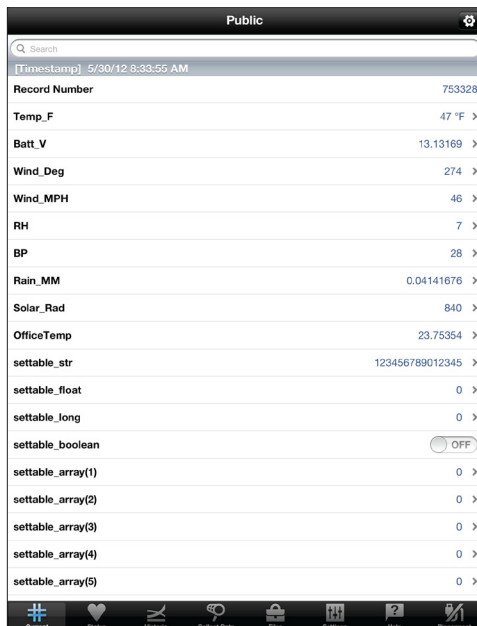 Public
Search
[Timestamp] 5/30/12 8:33:55 AM
Record Number 753328
Temp_F 47 °F
Batt_V 13.13169
Wind_Deg 274
Wind_MPH 46
RH 7
BP 28
Rain_MM 0.04141676
Solar_Rad 840
OfficeTemp 23.75354
settable_str 123456789012345
settable_float 0
settable_long 0
settable_boolean OFF
settable_array(1) 0
settable_array(2) 0
settable_array(3) 0
settable_array(4) 0
settable_array(5) 0